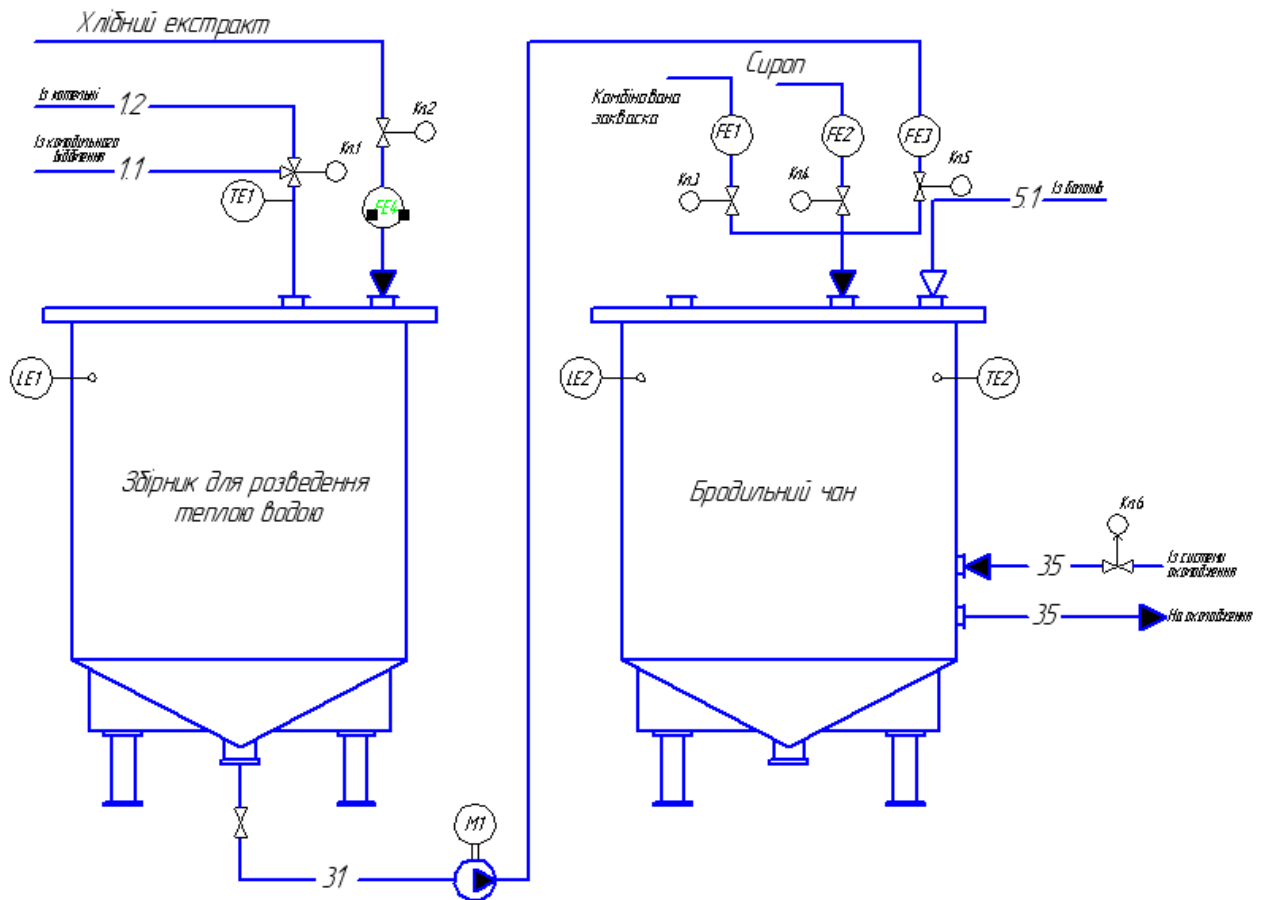 Хлібний екстракт
Із котельні
1.2
Із холодильного
відділення
1.1
Кл1
Кл2
TE1
FE4
Комбінована
закваска
Сироп
FE1
FE2
FE3
Кл3
Кл4
Кл5
5.1
Із балонів
LE1
LE2
TE2
Збірник для розведення
теплою водою
Бродильний чан
Кл6
35
Із системи
охолодження
35
На охолодження
М1
31